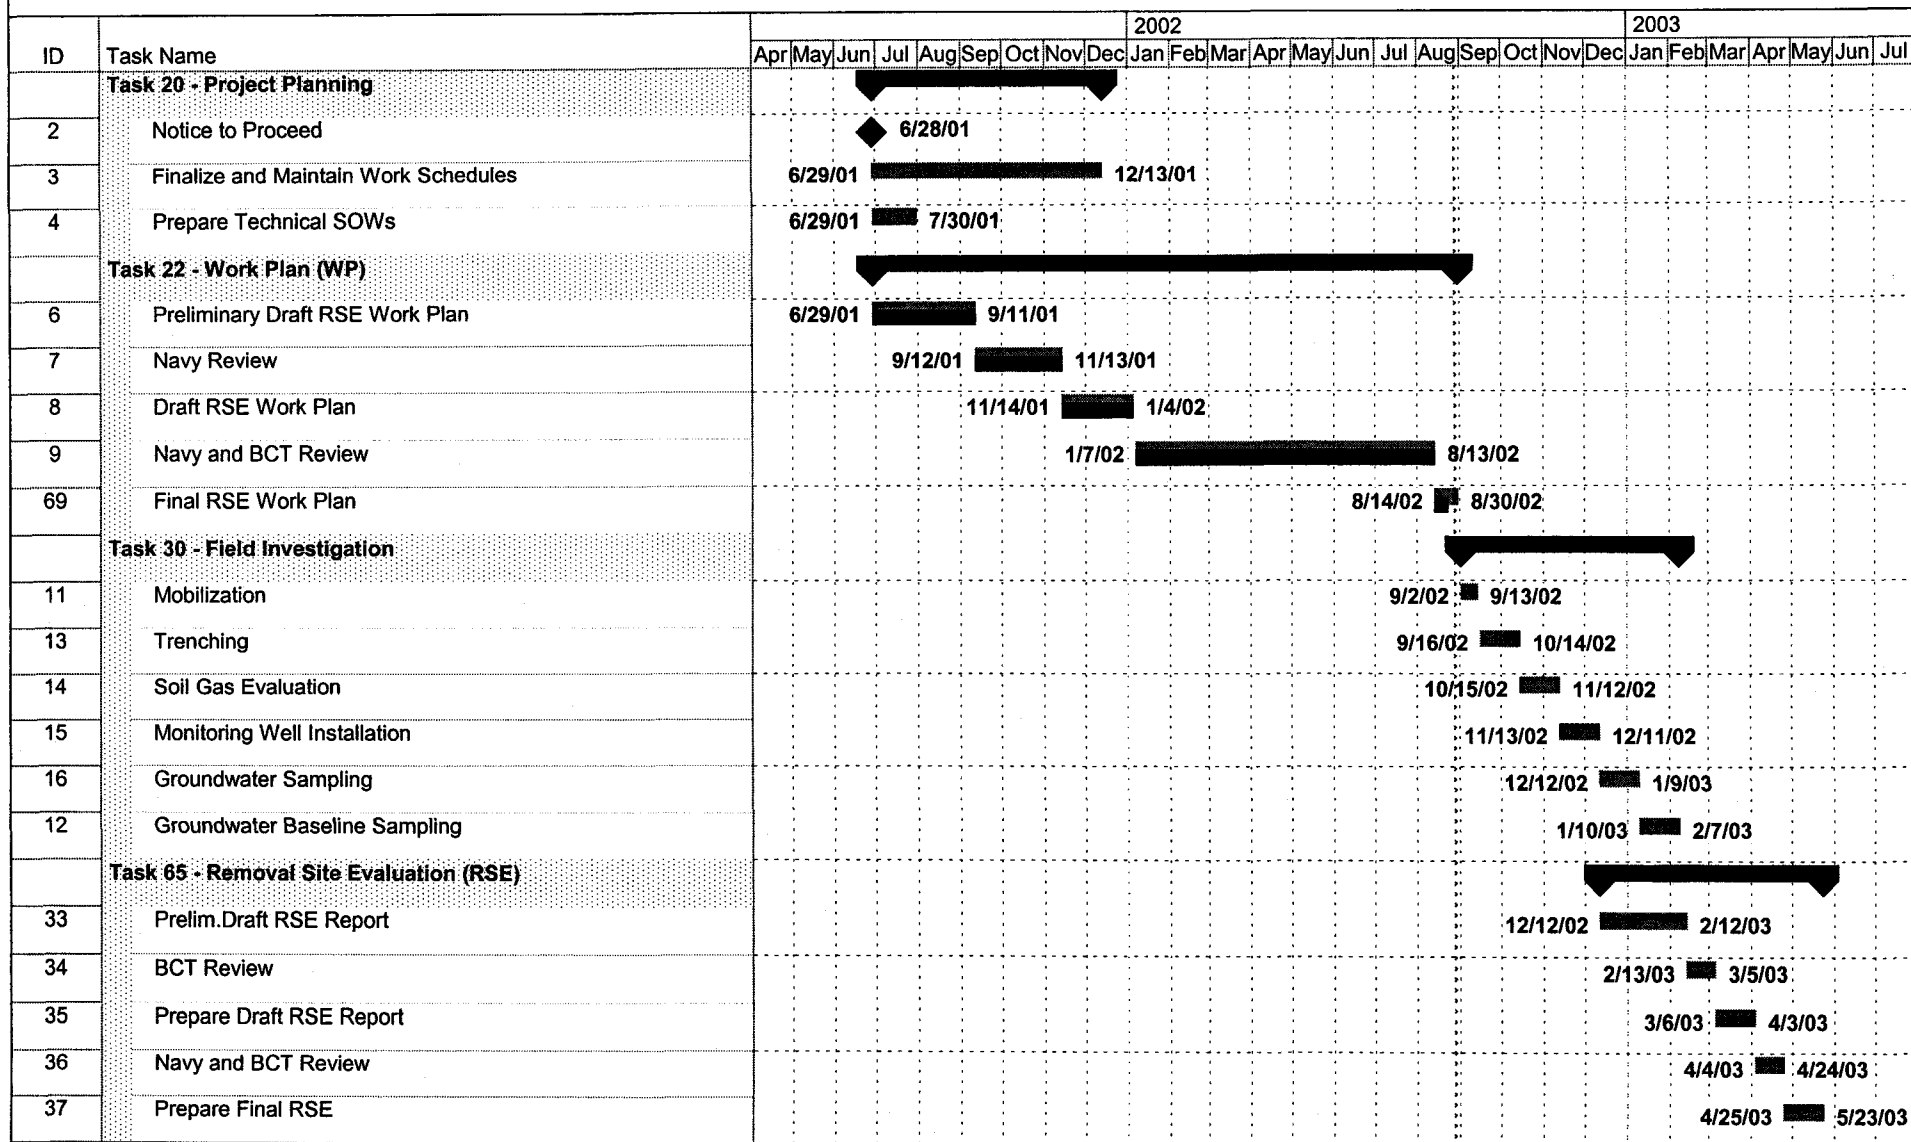 2002 2003
ID Task Name Apr May Jun Jul Aug Sep Oct Nov Dec Jan Feb Mar Apr May Jun Jul Aug Sep Oct Nov Dec Jan Feb Mar Apr May Jun Jul
Task 20 - Project Planning
2 Notice to Proceed 6/28/01
3 Finalize and Maintain Work Schedules 6/29/01 12/13/01
4 Prepare Technical SOWs 6/29/01 7/30/01
Task 22 - Work Plan (WP)
6 Preliminary Draft RSE Work Plan 6/29/01 9/11/01
7 Navy Review 9/12/01 11/13/01
8 Draft RSE Work Plan 11/14/01 1/4/02
9 Navy and BCT Review 1/7/02 8/13/02
69 Final RSE Work Plan 8/14/02 8/30/02
Task 30 - Field Investigation
11 Mobilization 9/2/02 9/13/02
13 Trenching 9/16/02 10/14/02
14 Soil Gas Evaluation 10/15/02 11/12/02
15 Monitoring Well Installation 11/13/02 12/11/02
16 Groundwater Sampling 12/12/02 1/9/03
12 Groundwater Baseline Sampling 1/10/03 2/7/03
Task 65 - Removal Site Evaluation (RSE)
33 Prelim.Draft RSE Report 12/12/02 2/12/03
34 BCT Review 2/13/03 3/5/03
35 Prepare Draft RSE Report 3/6/03 4/3/03
36 Navy and BCT Review 4/4/03 4/24/03
37 Prepare Final RSE 4/25/03 5/23/03